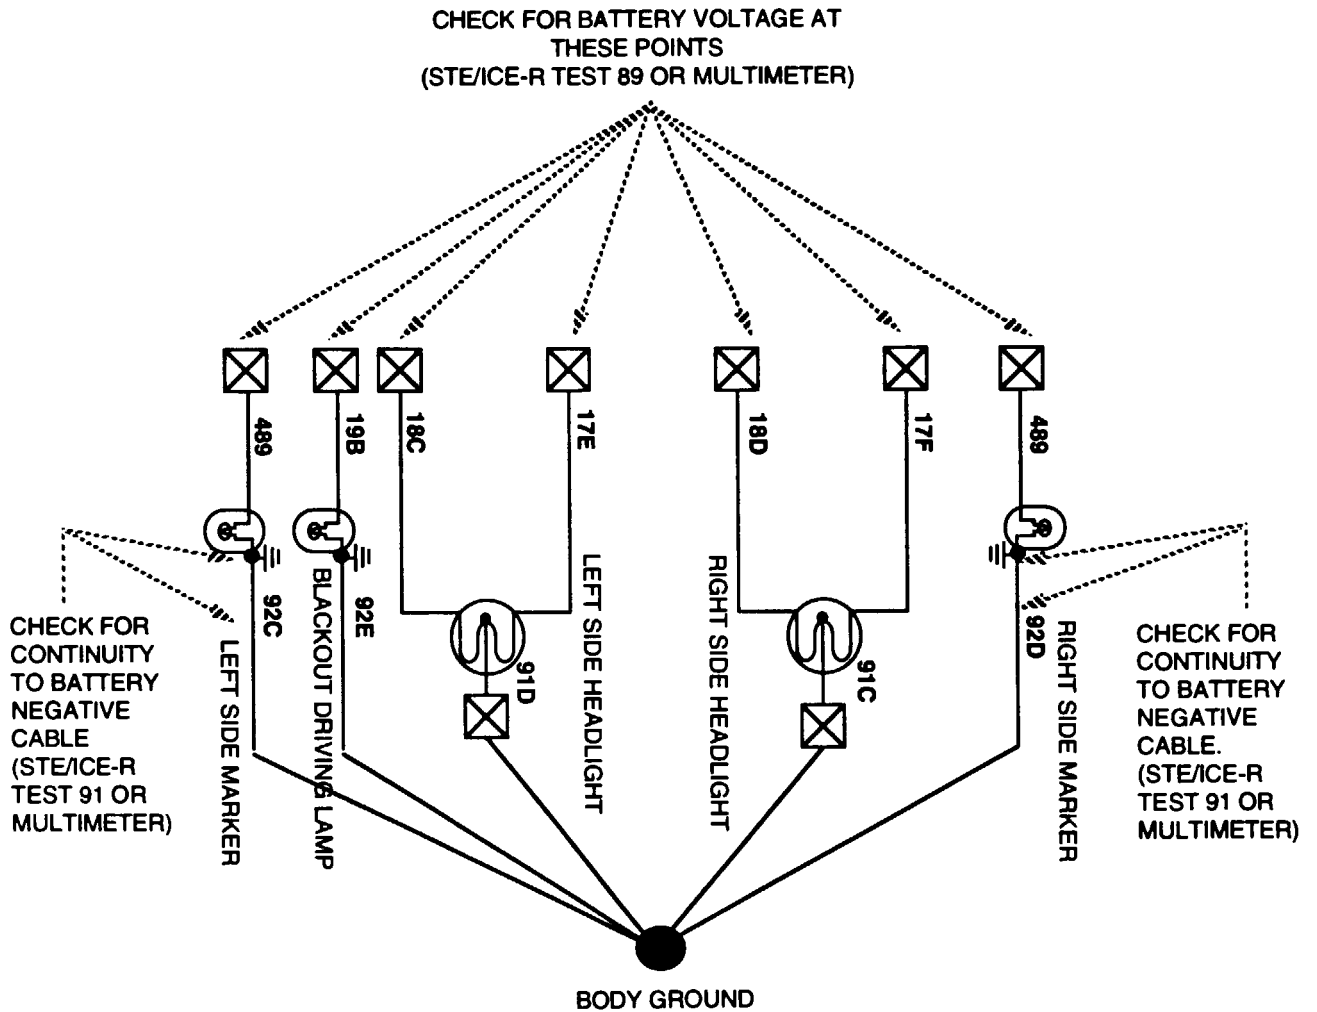 CHECK FOR BATTERY VOLTAGE AT
THESE POINTS
(STE/ICE-R TEST 89 OR MULTIMETER)
489
19B
18C
17E
18D
17F
489
92C
92E
91D
91C
92D
LEFT SIDE MARKER
BLACKOUT DRIVING LAMP
LEFT SIDE HEADLIGHT
RIGHT SIDE HEADLIGHT
RIGHT SIDE MARKER
CHECK FOR
CONTINUITY
TO BATTERY
NEGATIVE
CABLE
(STE/ICE-R
TEST 91 OR
MULTIMETER)
CHECK FOR
CONTINUITY
TO BATTERY
NEGATIVE
CABLE.
(STE/ICE-R
TEST 91 OR
MULTIMETER)
BODY GROUND